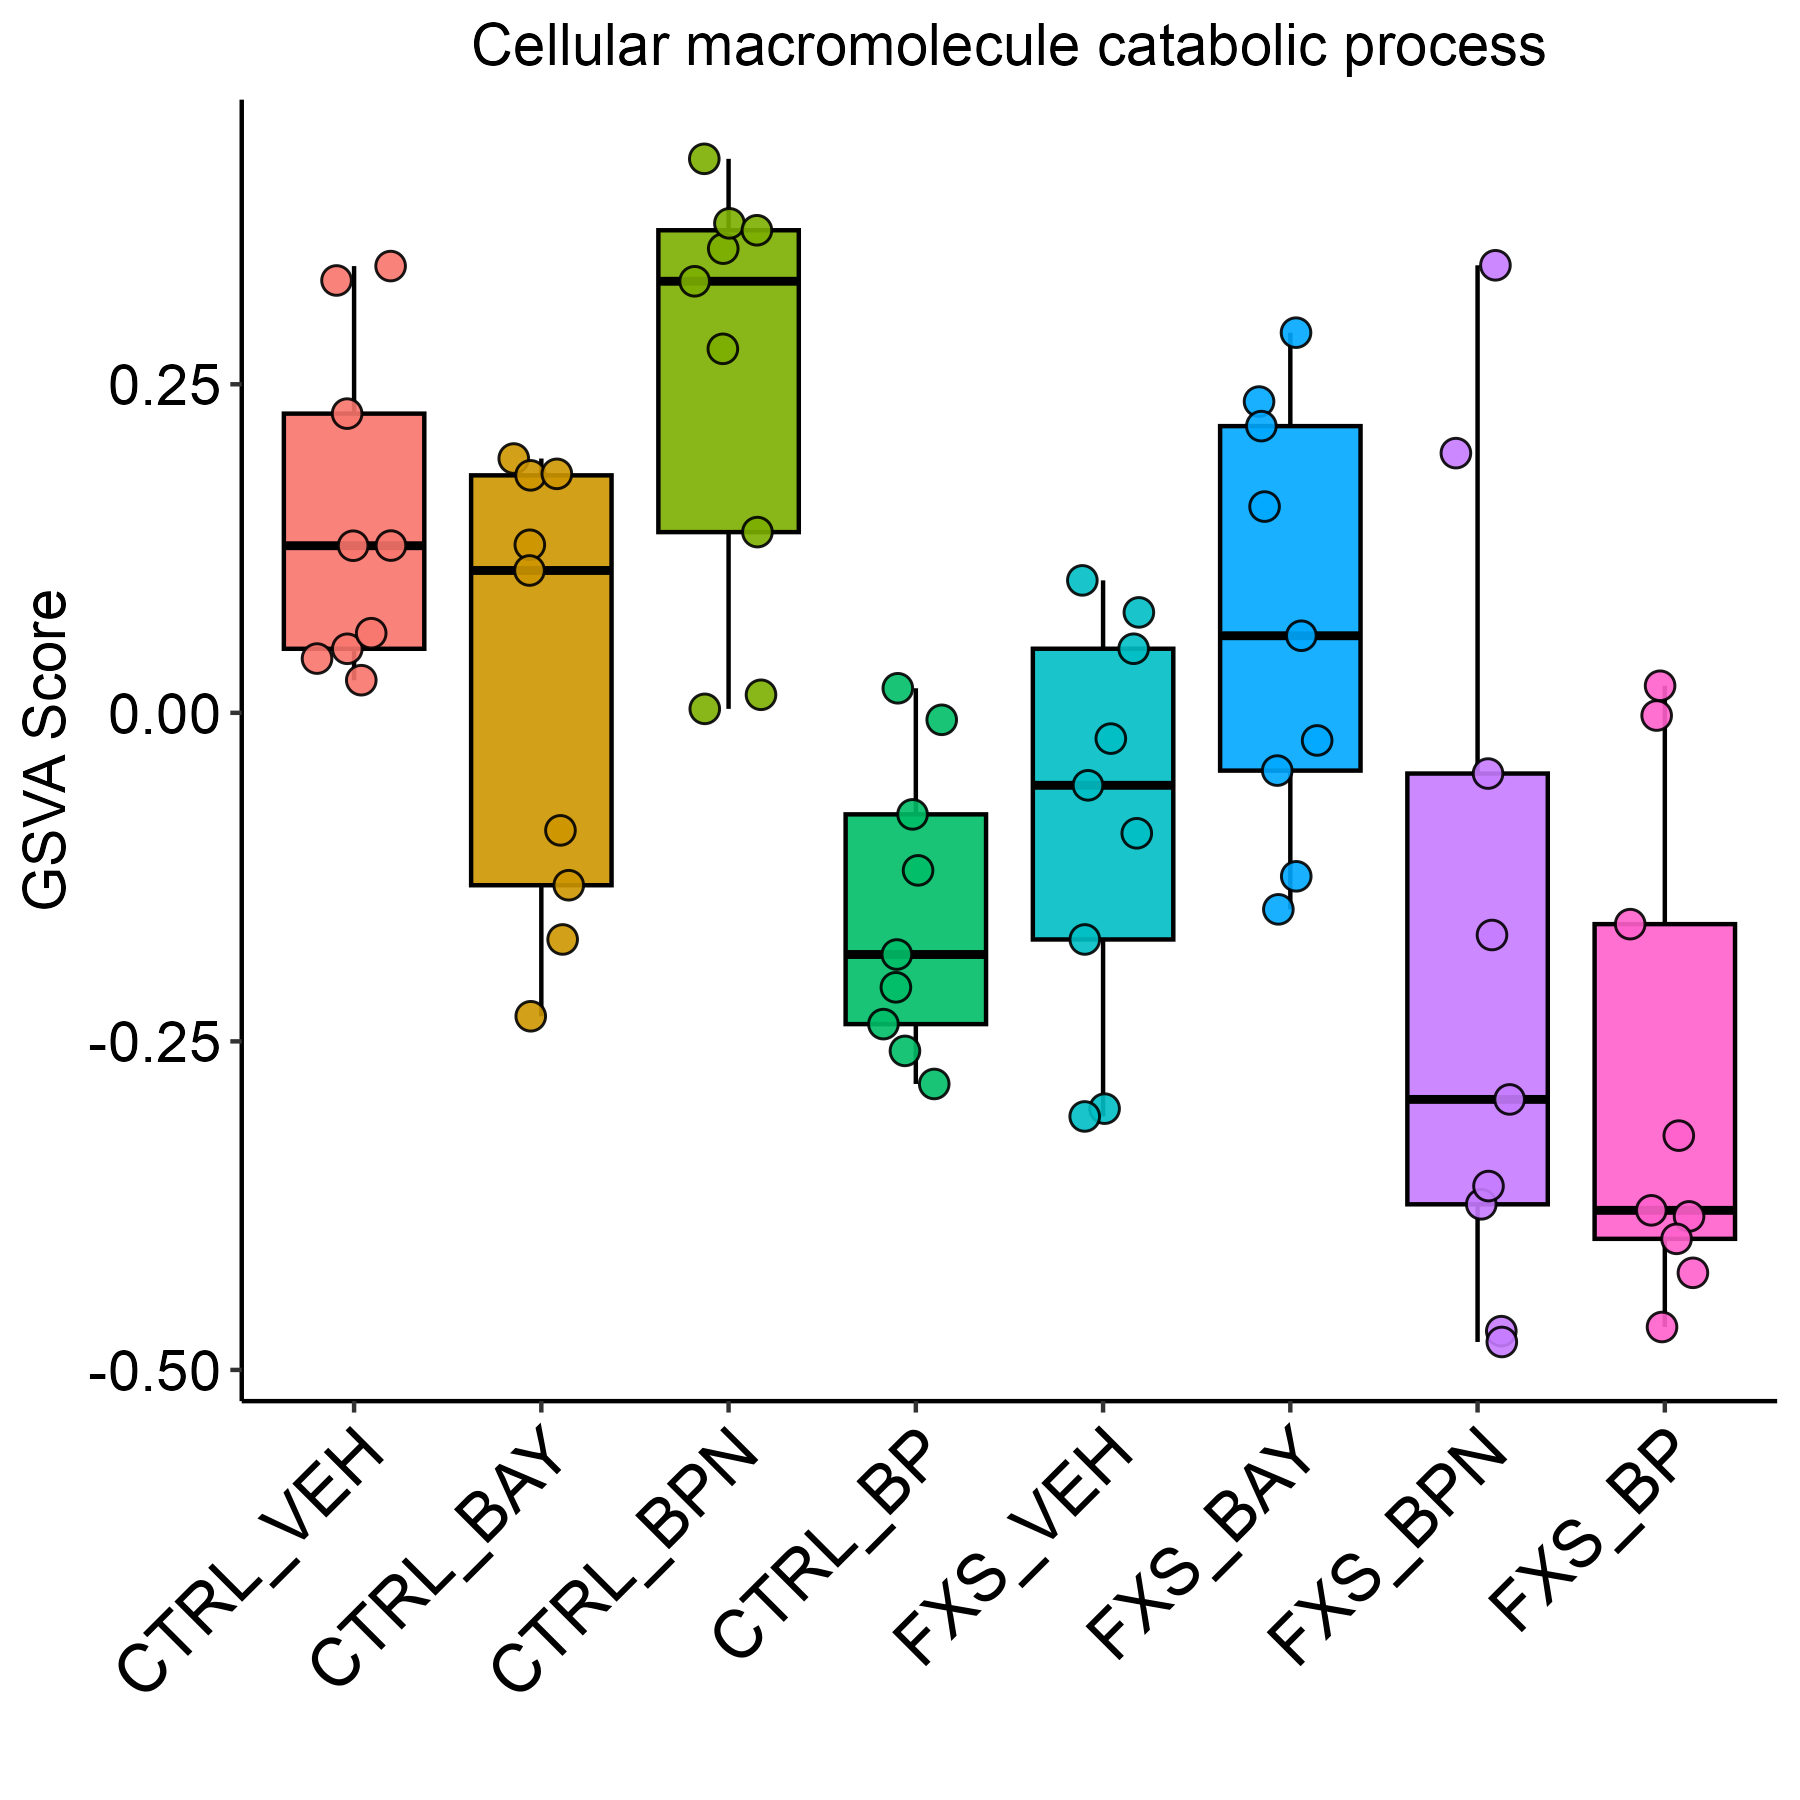 Cellular macromolecule catabolic process
GSVA Score
0.25
0.00
-0.25
-0.50
CTRL_VEH
CTRL_BAY
CTRL_BPN
CTRL_BP
FXS_VEH
FXS_BAY
FXS_BPN
FXS_BP